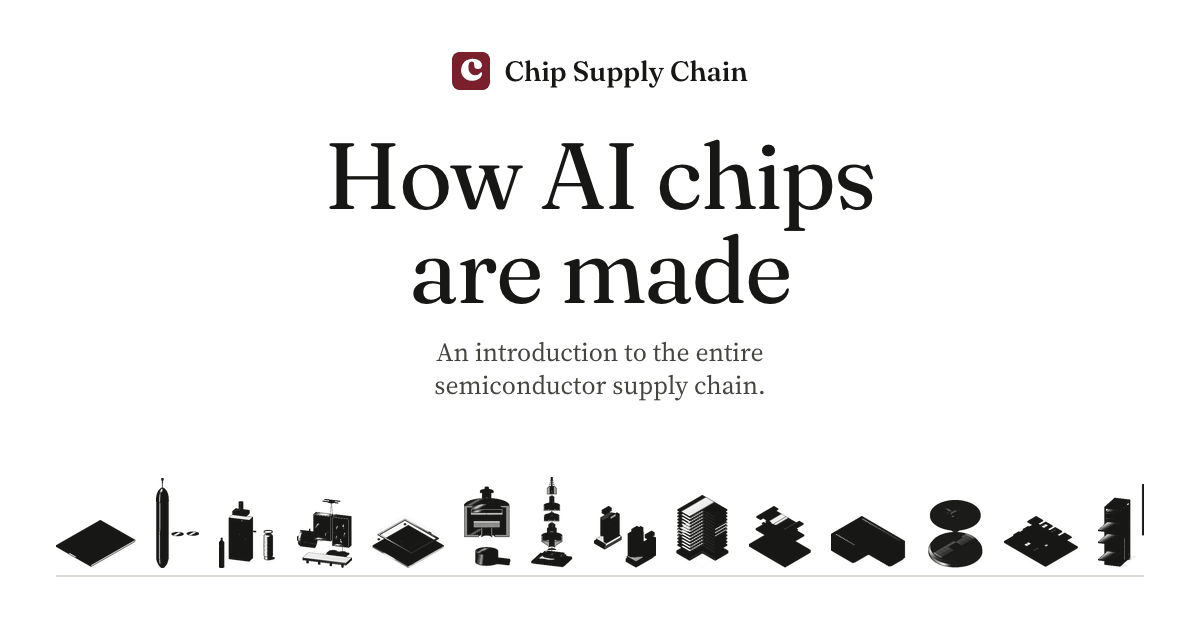 Chip Supply Chain
How AI chips
are made
An introduction to the entire
semiconductor supply chain.